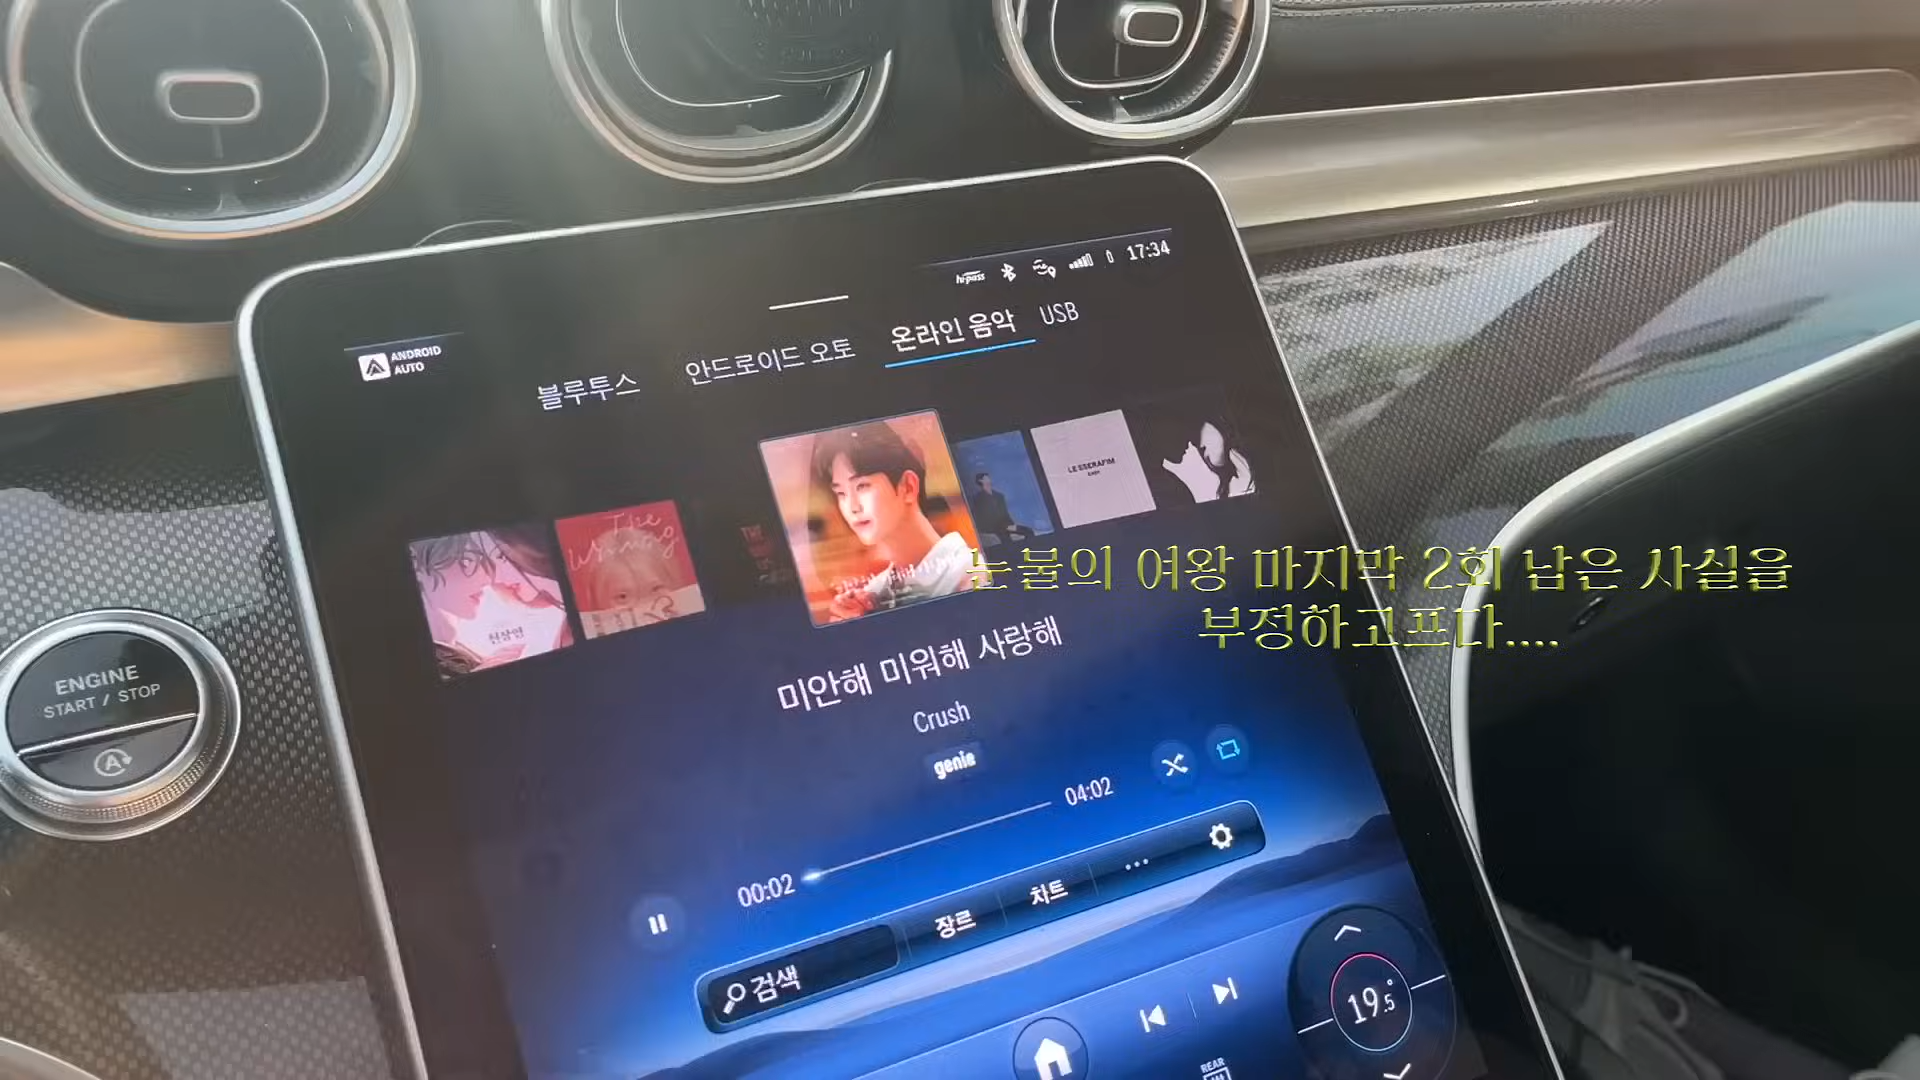 hi-pass
17:34
ANDROID
AUTO
블루투스
안드로이드 오토
온라인 음악
USB
The
Winning
LE SSERAFIM
눈물의 여왕 마지막 2회 남은 사실을
부정하고프다....
미안해 미워해 사랑해
Crush
genie
00:02
04:02
검색
장르
차트
...
ENGINE
START / STOP
A
19.5°
REAR